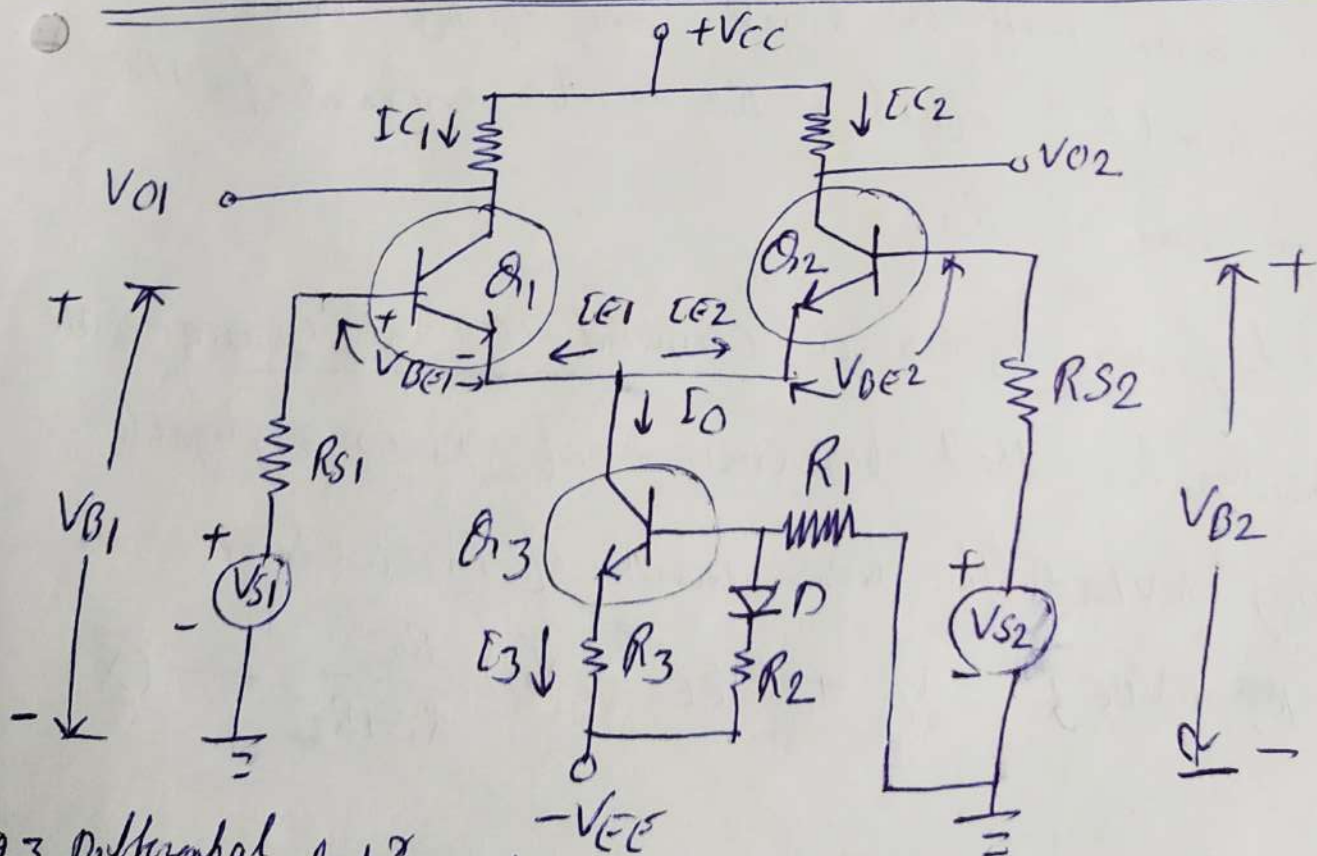 +VCC
IC1↓
↓ IC2
VO1
VO2
+
+
Q1
Q2
IE1
IE2
+
-
VBE1→
VBE2
↓ IO
RS1
RS2
R1
VB1
VB2
Q3
+
VS1
-
D
+
VS2
-
I3 ↓
R3
R2
-
-
-VEE
Differential